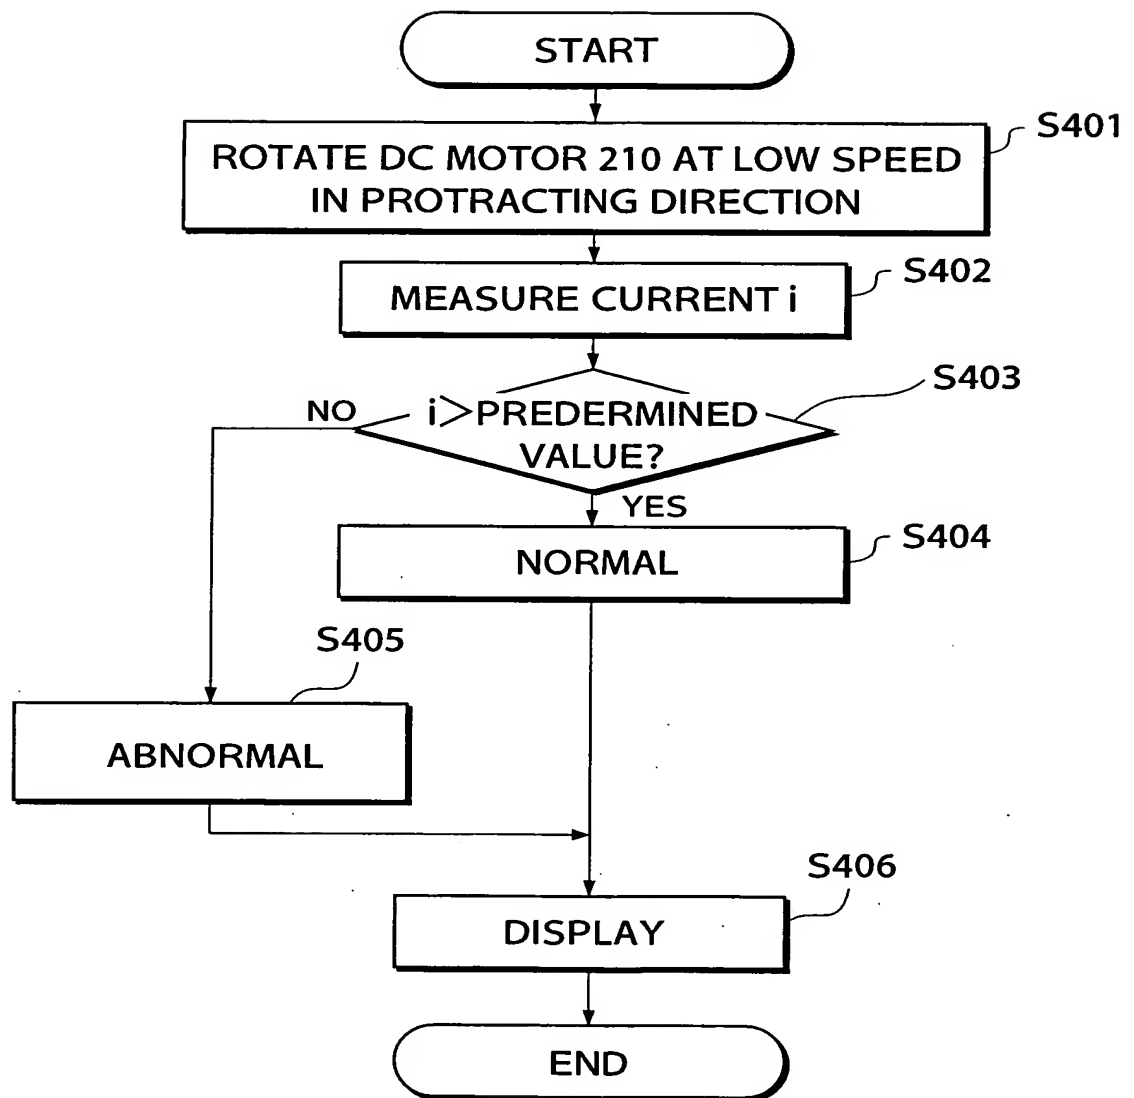 START
S401
ROTATE DC MOTOR 210 AT LOW SPEED
IN PROTRACTING DIRECTION
S402
MEASURE CURRENT i
S403
NO
i>PREDERMINED
VALUE?
YES
S404
NORMAL
S405
ABNORMAL
S406
DISPLAY
END